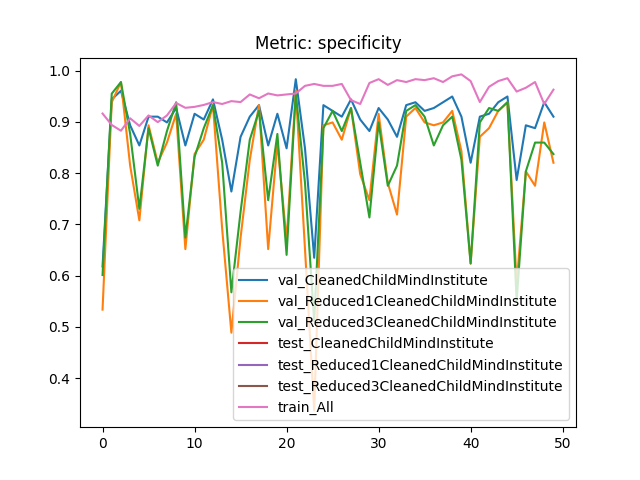 Metric: specificity
1.0
0.9
0.8
0.7
0.6
0.5
0.4
0
10
20
30
40
50
val_CleanedChildMindInstitute
val_Reduced1CleanedChildMindInstitute
val_Reduced3CleanedChildMindInstitute
test_CleanedChildMindInstitute
test_Reduced1CleanedChildMindInstitute
test_Reduced3CleanedChildMindInstitute
train_All